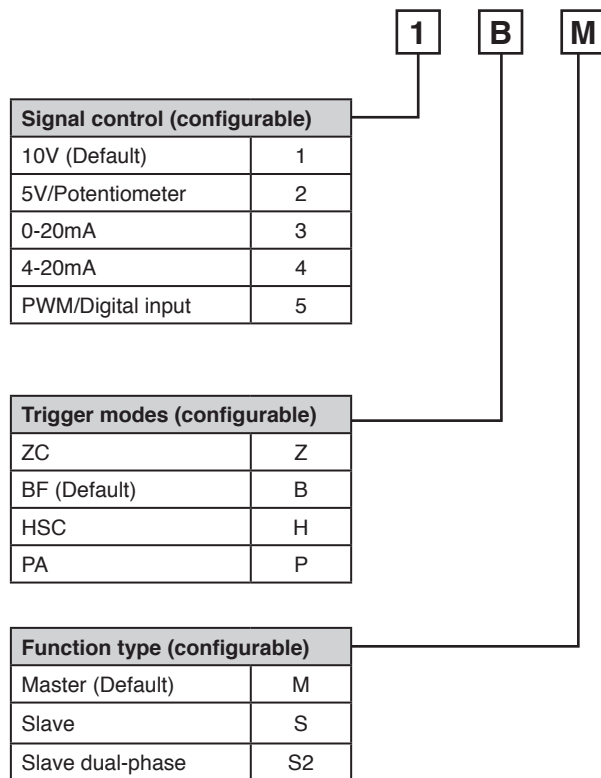 1 B M
Signal control (configurable)
10V (Default) 1
5V/Potentiometer 2
0-20mA 3
4-20mA 4
PWM/Digital input 5
Trigger modes (configurable)
ZC Z
BF (Default) B
HSC H
PA P
Function type (configurable)
Master (Default) M
Slave S
Slave dual-phase S2